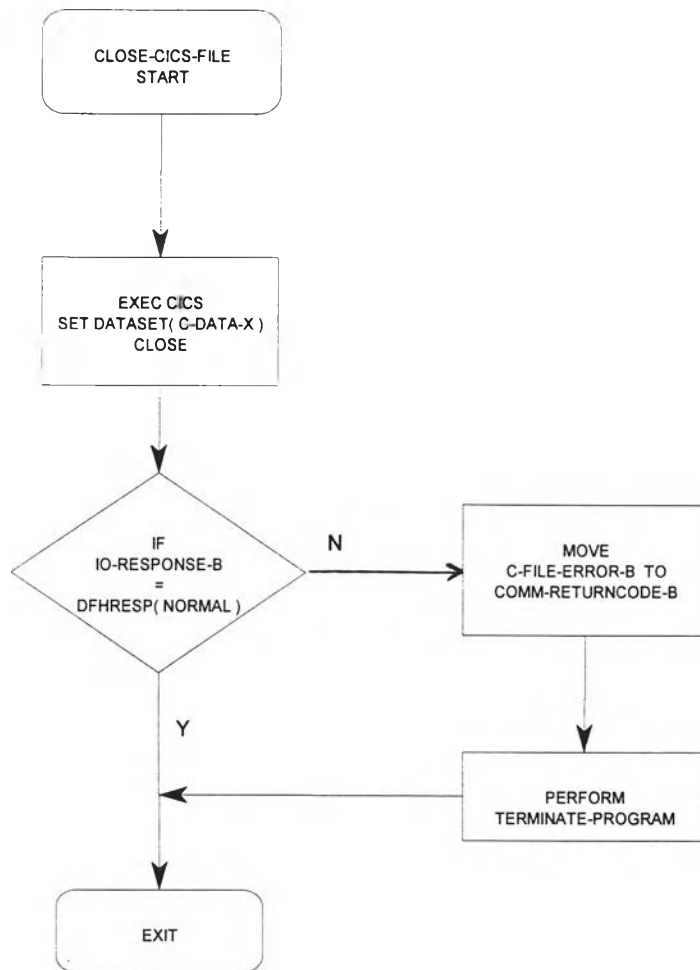 CLOSE-CICS-FILE
START
EXEC CICS
SET DATASET( C-DATA-X )
CLOSE
IF
IO-RESPONSE-B
=
DFHRESP( NORMAL )
N
MOVE
C-FILE-ERROR-B TO
COMM-RETURNCODE-B
Y
PERFORM
TERMINATE-PROGRAM
EXIT